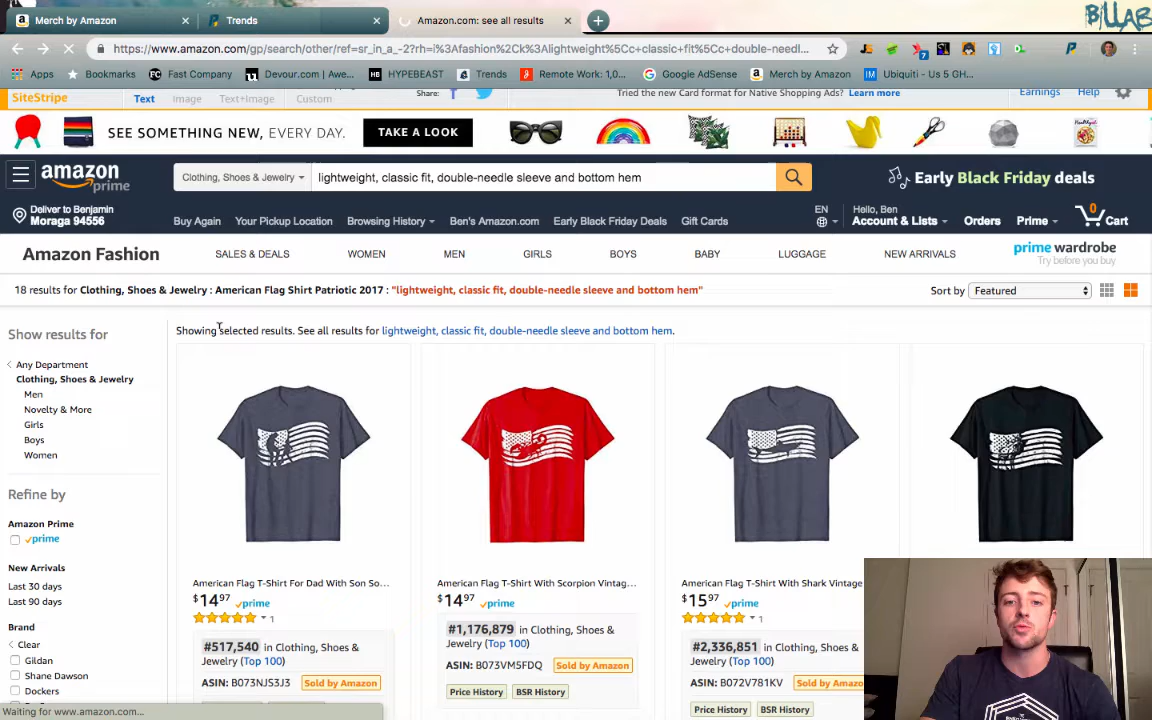 Merch by Amazon
Trends
Amazon.com: see all results
BILLAB
https://www.amazon.com/gp/search/other/ref=sr_in_a_-2?rh=i%3Afashion%2Ck%3Alightweight%5Cc+classic+fit%5Cc+double-needl...
Apps
Bookmarks
Fast Company
Devour.com | Awe...
HYPEBEAST
Trends
Remote Work: 1,0...
Google AdSense
Merch by Amazon
Ubiquiti - Us 5 GH...
SiteStripe
Text
Image
Text+Image
Custom
Share:
Tried the new Card format for Native Shopping Ads? Learn more
Earnings
Help
SEE SOMETHING NEW, EVERY DAY.
TAKE A LOOK
amazon
prime
Clothing, Shoes & Jewelry
lightweight, classic fit, double-needle sleeve and bottom hem
Early Black Friday deals
Deliver to Benjamin
Moraga 94556
Buy Again
Your Pickup Location
Browsing History
Ben's Amazon.com
Early Black Friday Deals
Gift Cards
EN
Hello, Ben
Account & Lists
Orders
Prime
0
Cart
Amazon Fashion
SALES & DEALS
WOMEN
MEN
GIRLS
BOYS
BABY
LUGGAGE
NEW ARRIVALS
prime wardrobe
Try before you buy
18 results for Clothing, Shoes & Jewelry : American Flag Shirt Patriotic 2017 : "lightweight, classic fit, double-needle sleeve and bottom hem"
Sort by
Featured
Show results for
Any Department
Clothing, Shoes & Jewelry
Men
Novelty & More
Girls
Boys
Women
Refine by
Amazon Prime
prime
New Arrivals
Last 30 days
Last 90 days
Brand
Clear
Gildan
Shane Dawson
Dockers
Waiting for www.amazon.com...
Showing selected results. See all results for lightweight, classic fit, double-needle sleeve and bottom hem.
American Flag T-Shirt For Dad With Son So...
$1497 prime
1
#517,540 in Clothing, Shoes &
Jewelry (Top 100)
ASIN: B073NJS3J3
Sold by Amazon
American Flag T-Shirt With Scorpion Vintag...
$1497 prime
#1,176,879 in Clothing, Shoes &
Jewelry (Top 100)
ASIN: B073VM5FDQ
Sold by Amazon
Price History
BSR History
American Flag T-Shirt With Shark Vintage
$1597 prime
1
#2,336,851 in Clothing, Shoes &
Jewelry (Top 100)
ASIN: B072V781KV
Sold by Amazon
Price History
BSR History